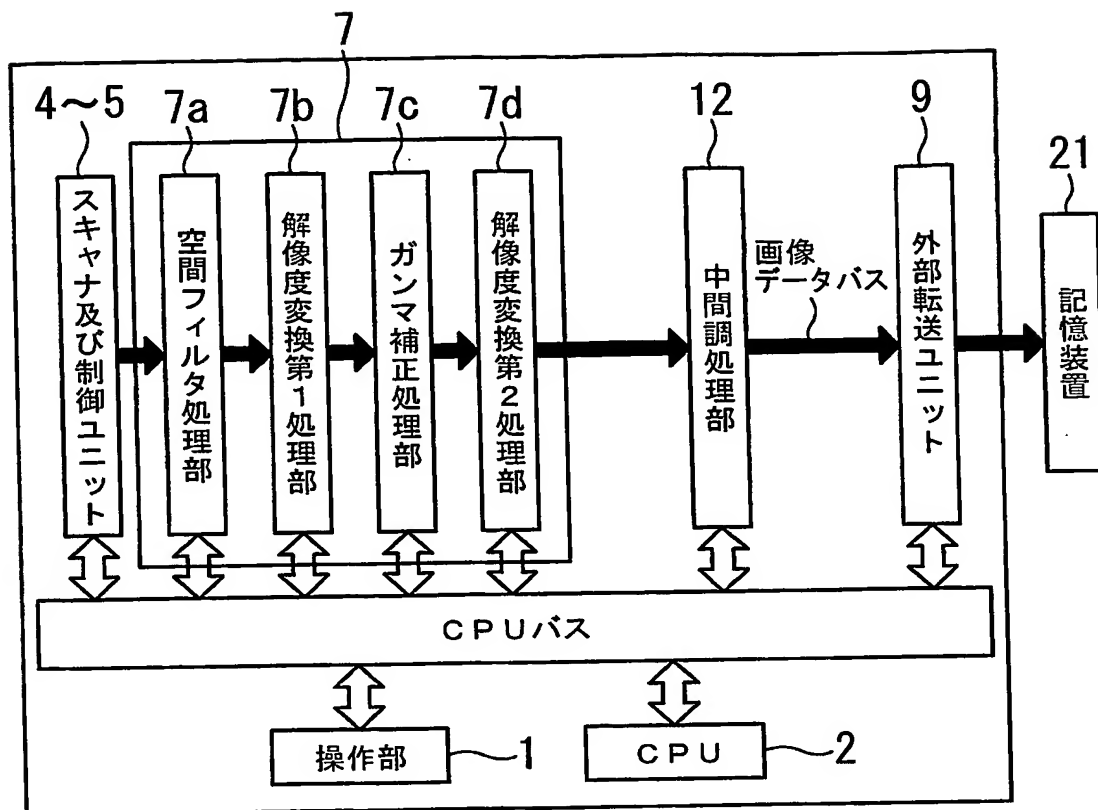 7
4～5
7a
7b
7c
7d
12
9
21
スキャナ及び制御ユニット
空間フィルタ処理部
解像度変換第1処理部
ガンマ補正処理部
解像度変換第2処理部
中間調処理部
画像
データバス
外部転送ユニット
記憶装置
CPUバス
操作部
1
CPU
2